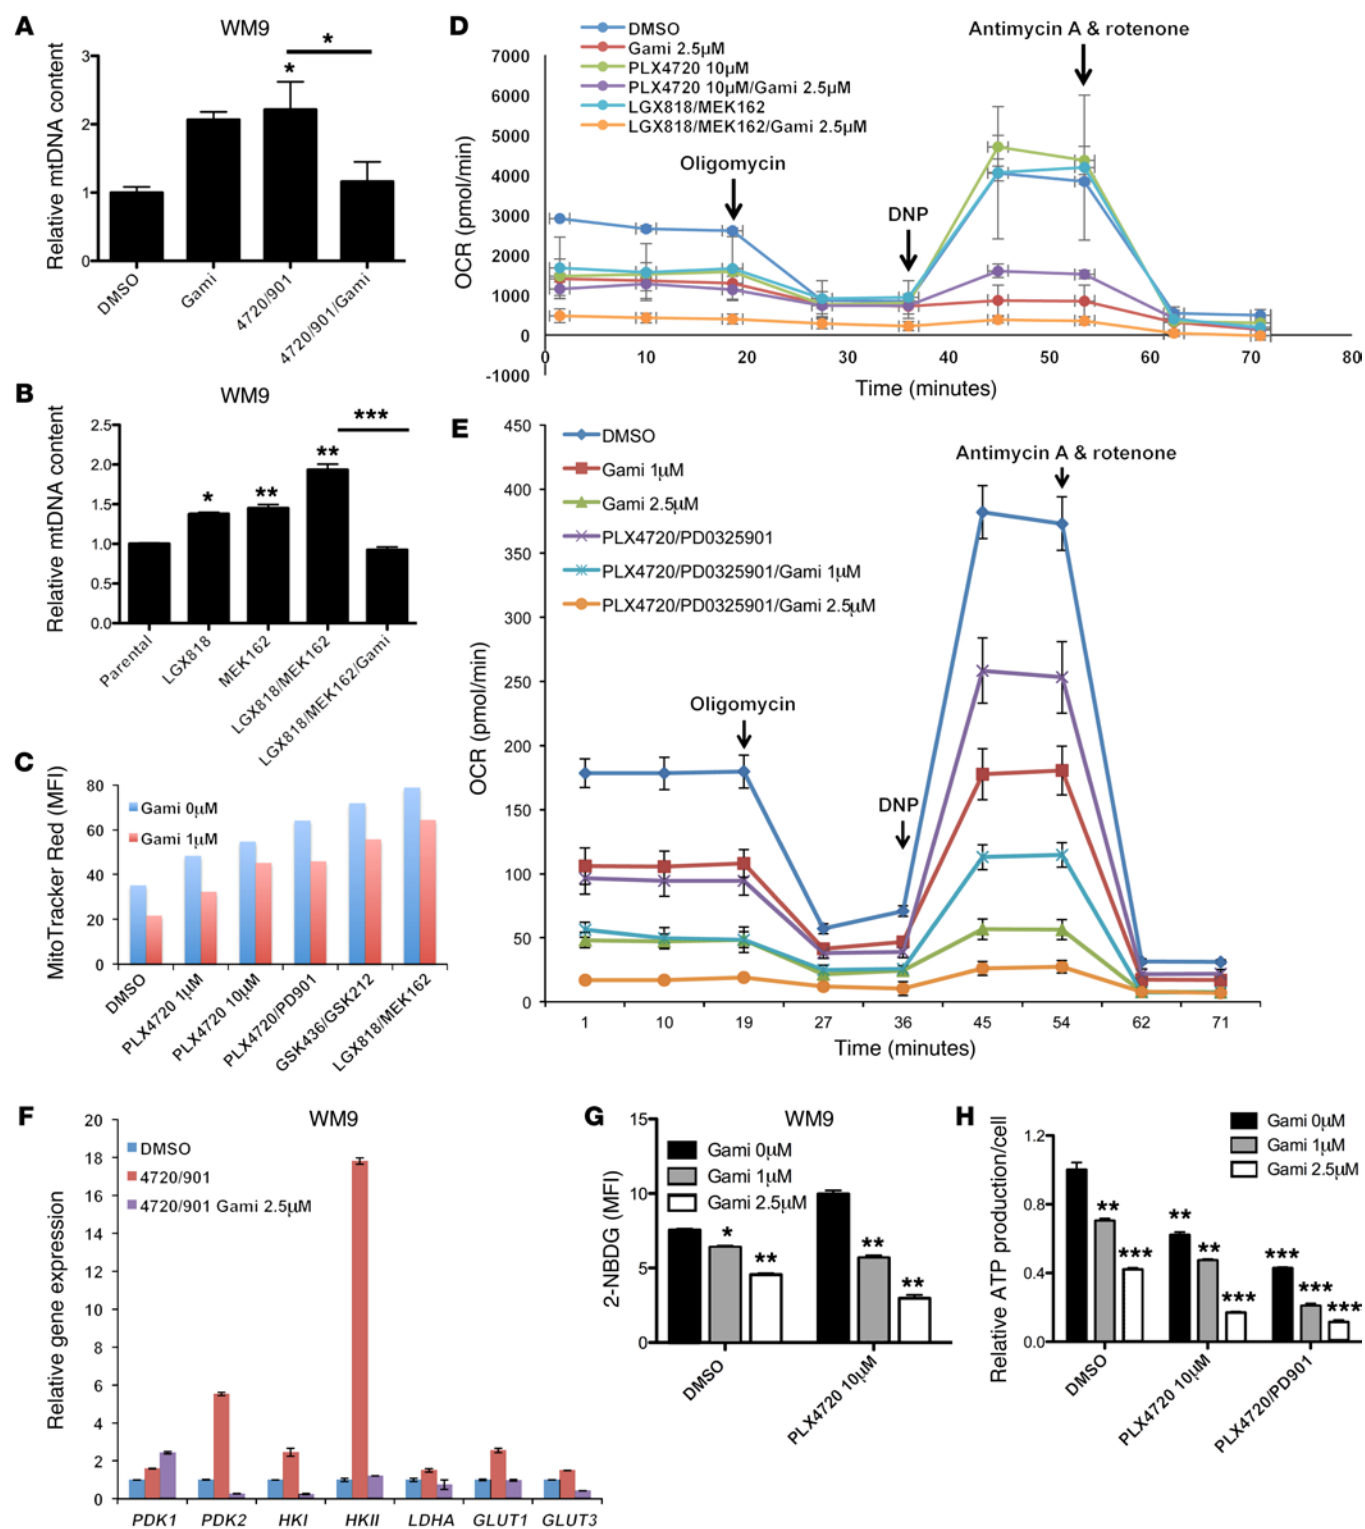 A
WM9
Relative mtDNA content
3
2
1
0
*
*
DMSO
Gami
4720/901
4720/901/Gami
B
WM9
Relative mtDNA content
2.5
2.0
1.5
1.0
0.5
0.0
*
**
**
***
Parental
LGX818
MEK162
LGX818/MEK162
LGX818/MEK162/Gami
C
MitoTracker Red (MFI)
80
60
40
20
0
Gami 0µM
Gami 1µM
DMSO
PLX4720 1µM
PLX4720 10µM
PLX4720/PD901
GSK436/GSK212
LGX818/MEK162
D
DMSO
Gami 2.5µM
PLX4720 10µM
PLX4720 10µM/Gami 2.5µM
LGX818/MEK162
LGX818/MEK162/Gami 2.5µM
Antimycin A & rotenone
Oligomycin
DNP
OCR (pmol/min)
7000
6000
5000
4000
3000
2000
1000
0
-1000
0 10 20 30 40 50 60 70 80
Time (minutes)
E
DMSO
Gami 1µM
Gami 2.5µM
PLX4720/PD0325901
PLX4720/PD0325901/Gami 1µM
PLX4720/PD0325901/Gami 2.5µM
Antimycin A & rotenone
Oligomycin
DNP
OCR (pmol/min)
450
400
350
300
250
200
150
100
50
0
1 10 19 27 36 45 54 62 71
Time (minutes)
F
WM9
DMSO
4720/901
4720/901 Gami 2.5µM
Relative gene expression
20
18
16
14
12
10
8
6
4
2
0
PDK1 PDK2 HKI HKII LDHA GLUT1 GLUT3
G
WM9
Gami 0µM
Gami 1µM
Gami 2.5µM
2-NBDG (MFI)
15
10
5
0
*
**
**
**
DMSO
PLX4720 10µM
H
Gami 0µM
Gami 1µM
Gami 2.5µM
Relative ATP production/cell
1.2
0.8
0.4
0.0
**
***
**
**
***
***
***
***
DMSO
PLX4720 10µM
PLX4720/PD901